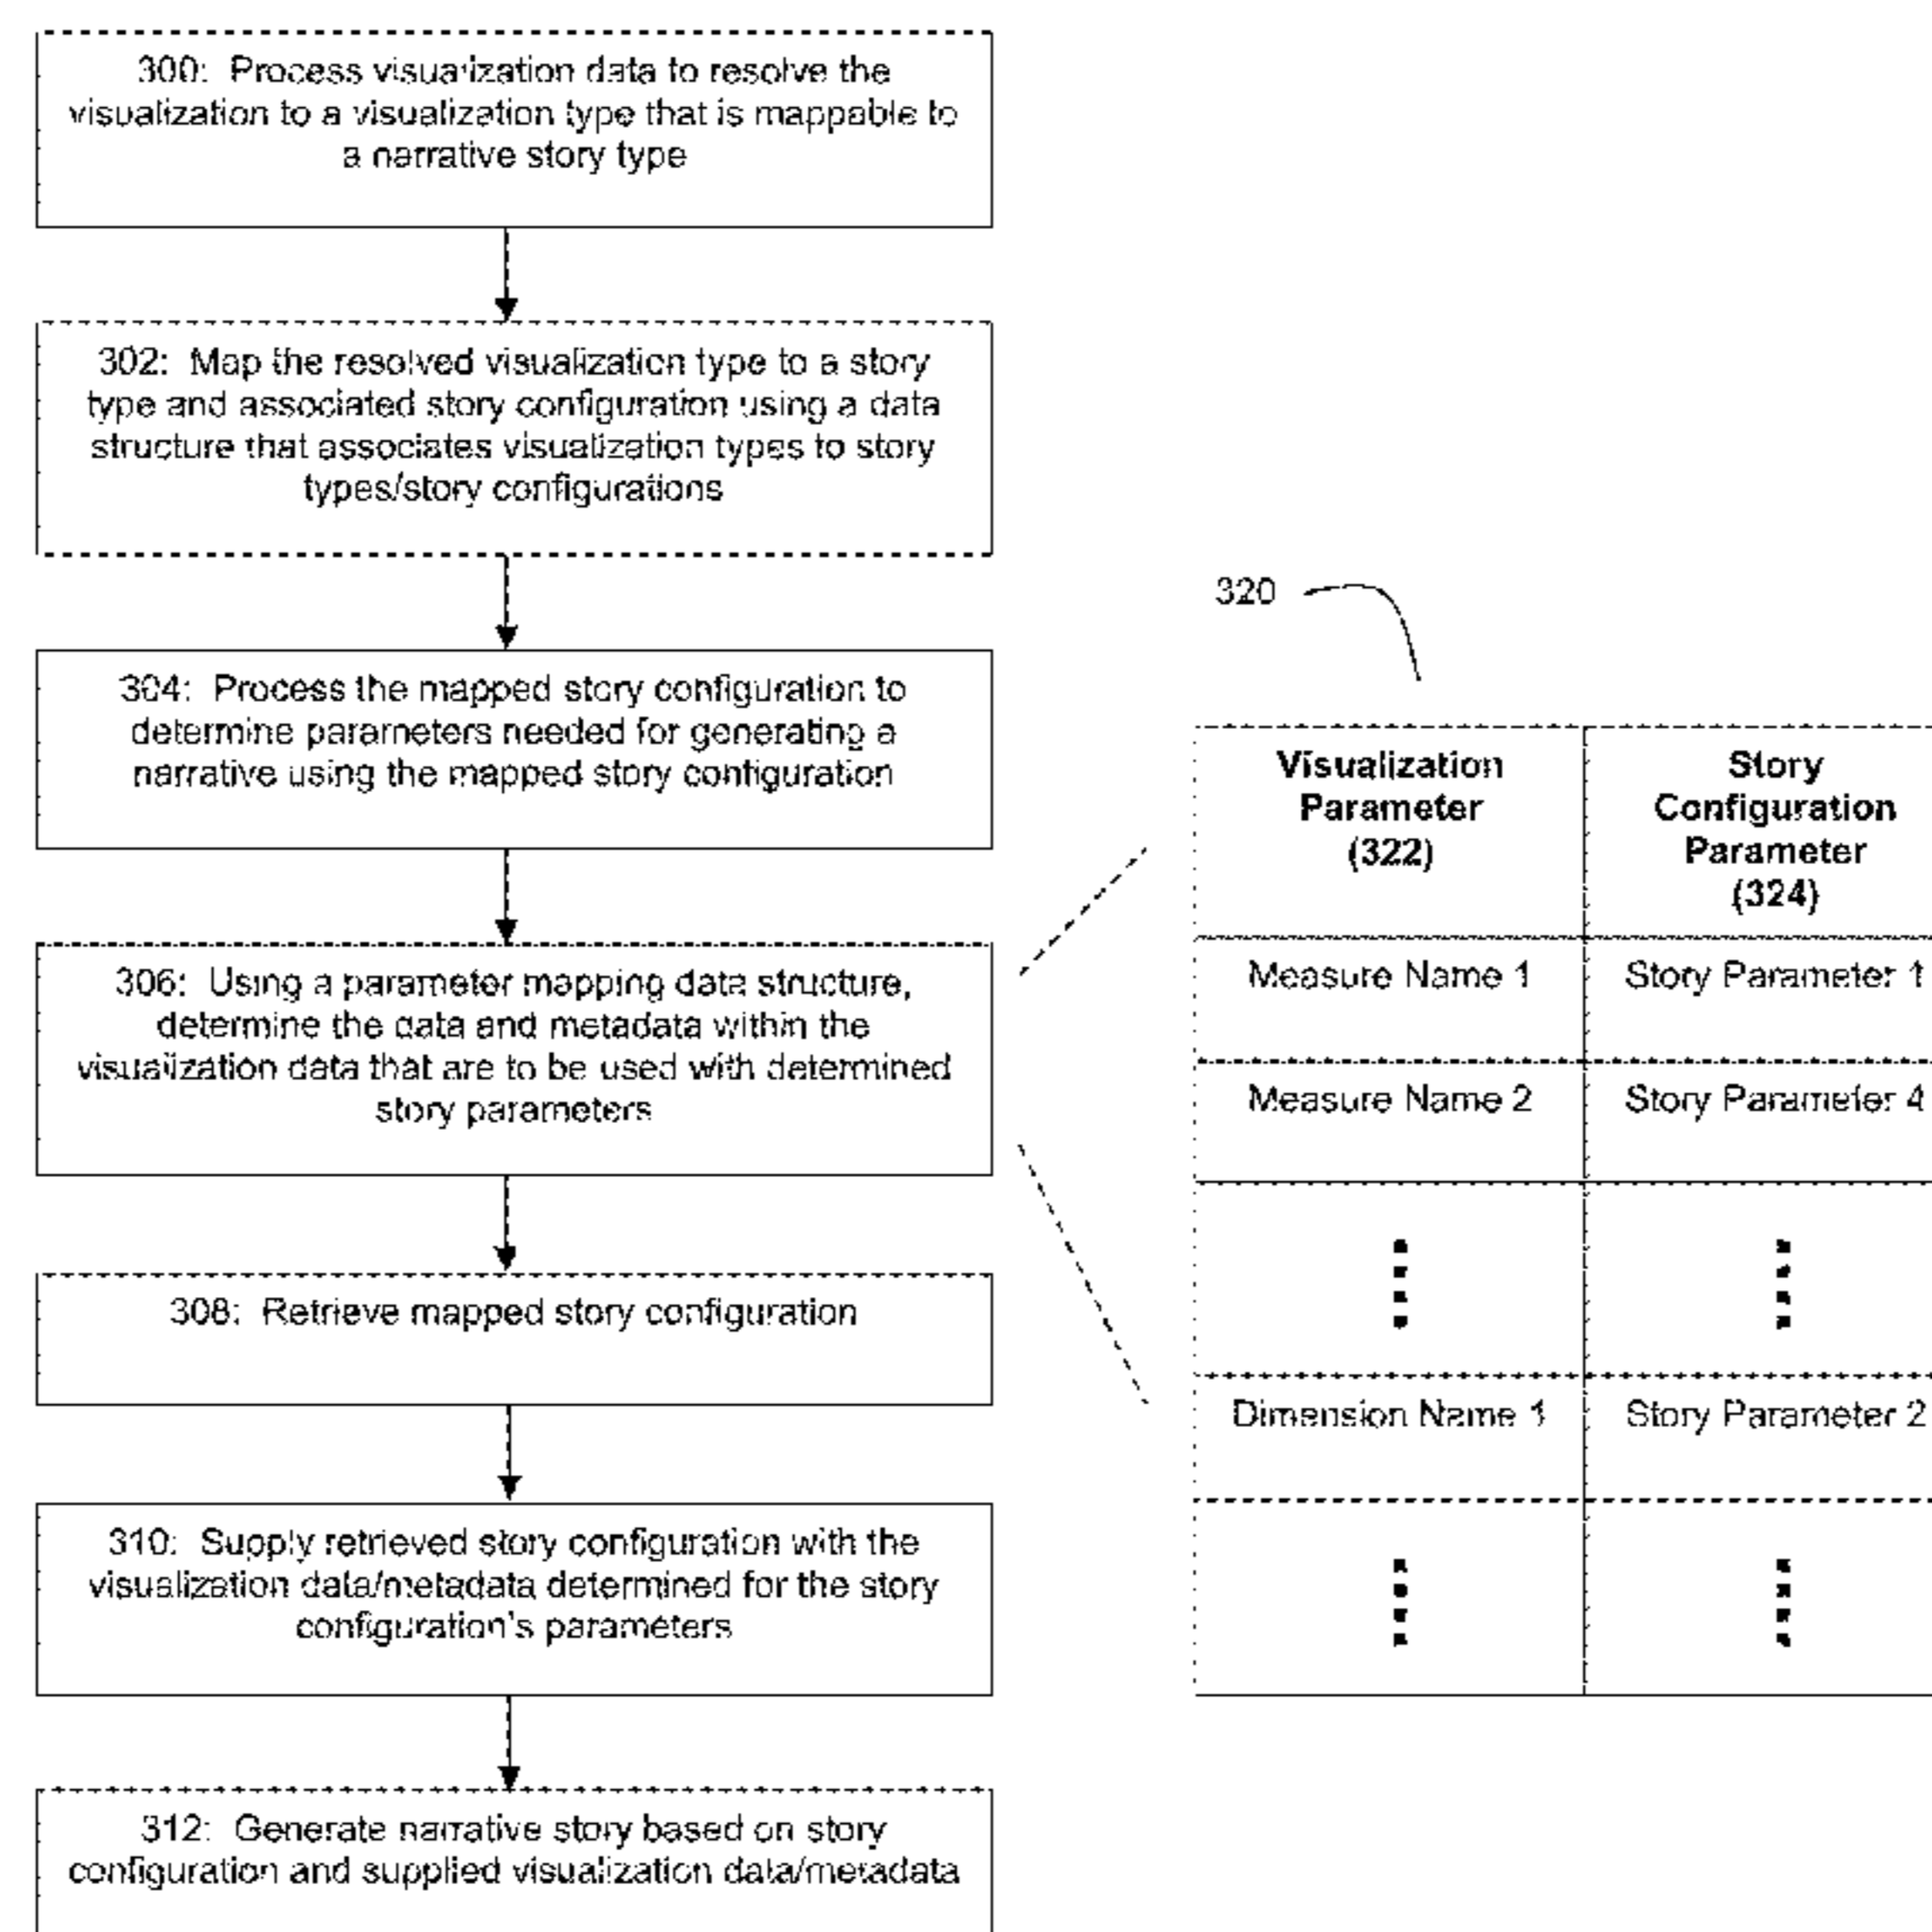 300: Process visualization data to resolve the
visualization to a visualization type that is mappable to
a narrative story type
302: Map the resolved visualization type to a story
type and associated story configuration using a data
structure that associates visualization types to story
types/story configurations
304: Process the mapped story configuration to
determine parameters needed for generating a
narrative using the mapped story configuration
306: Using a parameter mapping data structure,
determine the data and metadata within the
visualization data that are to be used with determined
story parameters
308: Retrieve mapped story configuration
310: Supply retrieved story configuration with the
visualization data/metadata determined for the story
configuration's parameters
312: Generate narrative story based on story
configuration and supplied visualization data/metadata
320
Visualization
Parameter
(322)
Story
Configuration
Parameter
(324)
Measure Name 1
Story Parameter 1
Measure Name 2
Story Parameter 4
Dimension Name 1
Story Parameter 2